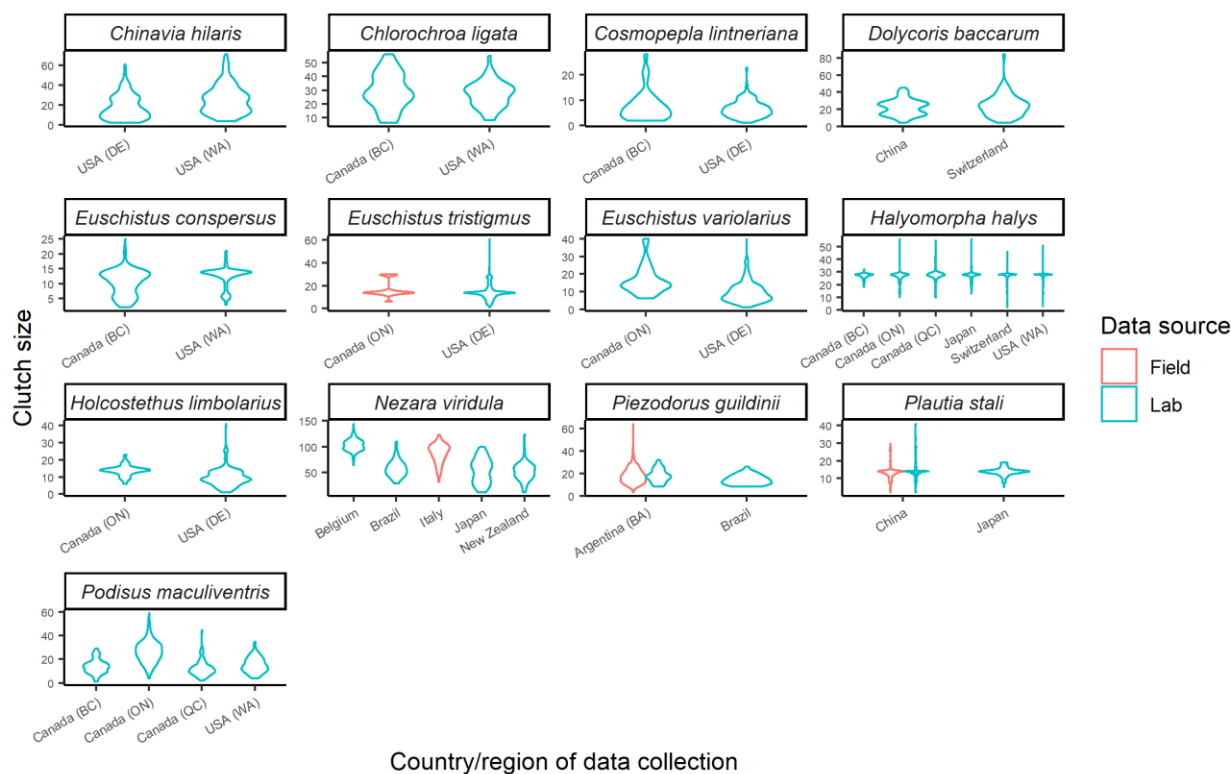 Chinavia hilaris
Chlorochroa ligata
Cosmopepla lintneriana
Dolycoris baccarum
60
40
20
0
USA (DE)
USA (WA)
50
40
30
20
10
Canada (BC)
USA (WA)
20
10
0
Canada (BC)
USA (DE)
80
60
40
20
0
China
Switzerland
Euschistus conspersus
Euschistus tristigmus
Euschistus variolarius
Halyomorpha halys
25
20
15
10
5
Canada (BC)
USA (WA)
60
40
20
0
Canada (ON)
USA (DE)
40
30
20
10
0
Canada (ON)
USA (DE)
50
40
30
20
10
0
Canada (BC)
Canada (ON)
Canada (QC)
Japan
Switzerland
USA (WA)
Holcostethus limbolarius
Nezara viridula
Piezodorus guildinii
Plautia stali
40
30
20
10
0
Canada (ON)
USA (DE)
150
100
50
Belgium
Brazil
Italy
Japan
New Zealand
60
40
20
0
Argentina (BA)
Brazil
40
30
20
10
China
Japan
Podisus maculiventris
60
40
20
0
Canada (BC)
Canada (ON)
Canada (QC)
USA (WA)
Clutch size
Country/region of data collection
Data source
Field
Lab